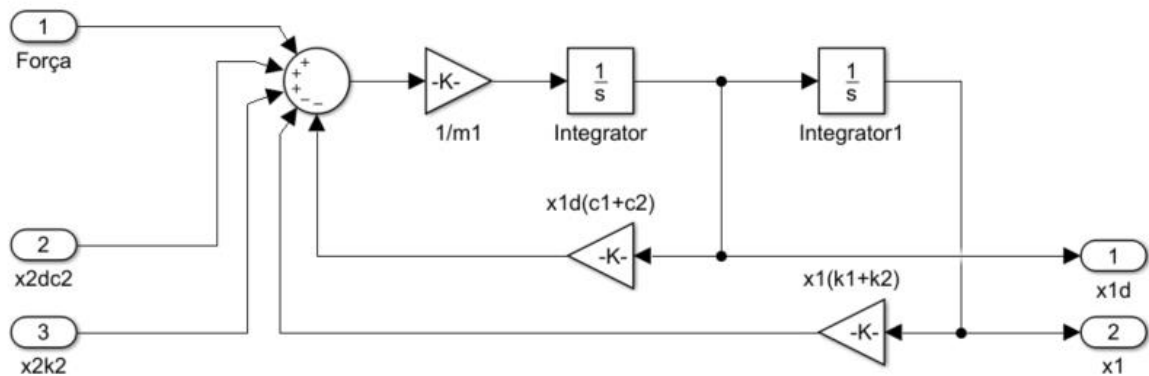 1
Força
+
+
+
−
−
-K-
1/m1
1
s
Integrator
1
s
Integrator1
x1d(c1+c2)
-K-
2
x2dc2
1
x1d
x1(k1+k2)
-K-
3
x2k2
2
x1